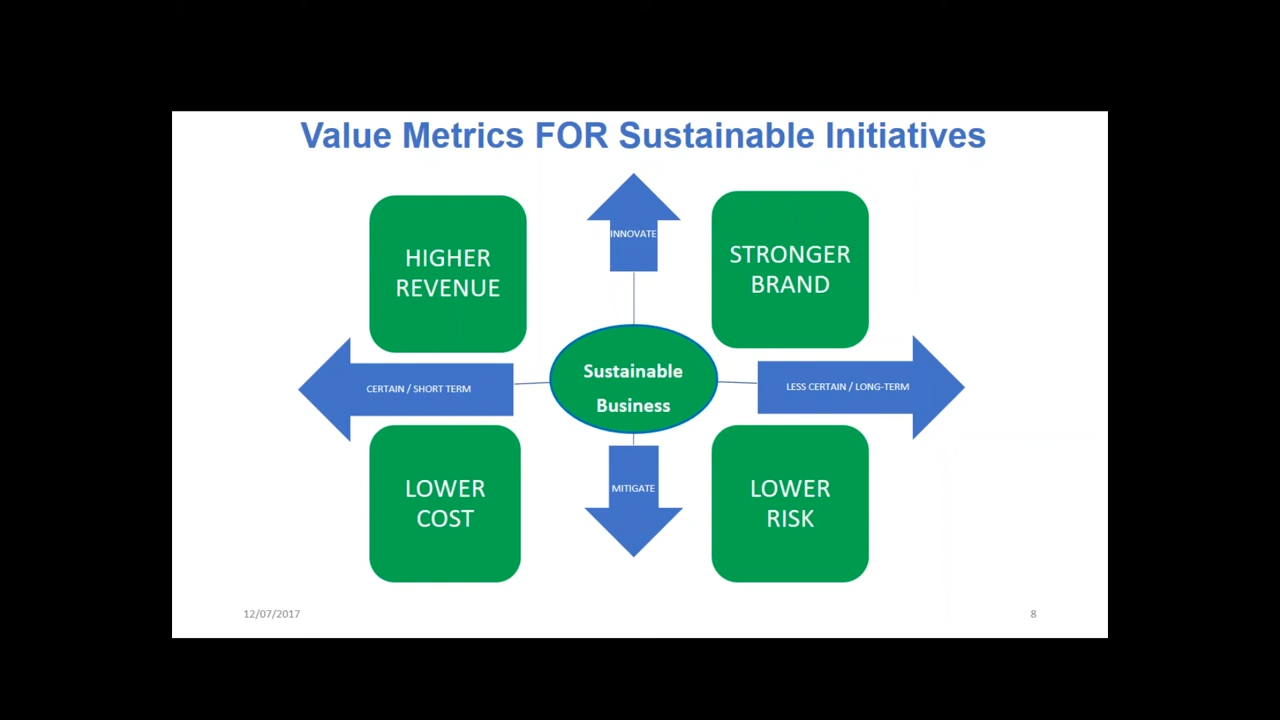 Value Metrics FOR Sustainable Initiatives
HIGHER
REVENUE
INNOVATE
STRONGER
BRAND
CERTAIN / SHORT TERM
Sustainable
Business
LESS CERTAIN / LONG-TERM
LOWER
COST
MITIGATE
LOWER
RISK
12/07/2017
8